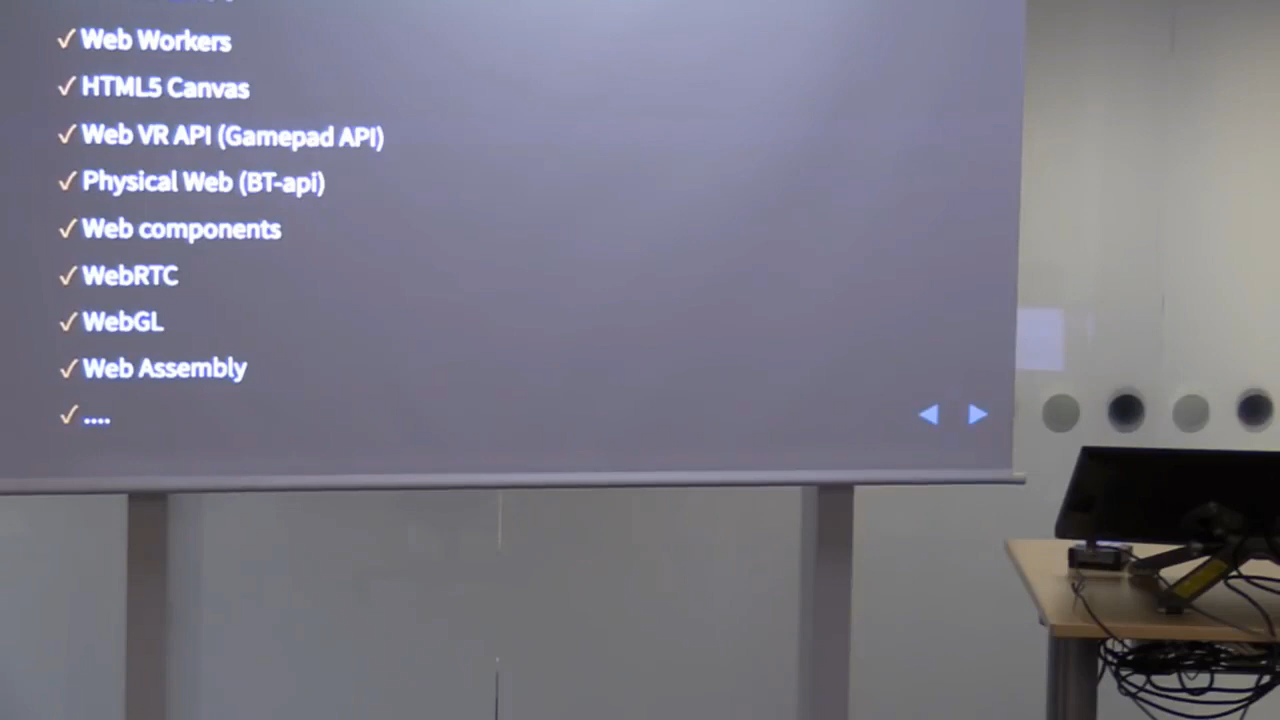 ✓ Web Workers
✓ HTML5 Canvas
✓ Web VR API (Gamepad API)
✓ Physical Web (BT-api)
✓ Web components
✓ WebRTC
✓ WebGL
✓ Web Assembly
✓ ....